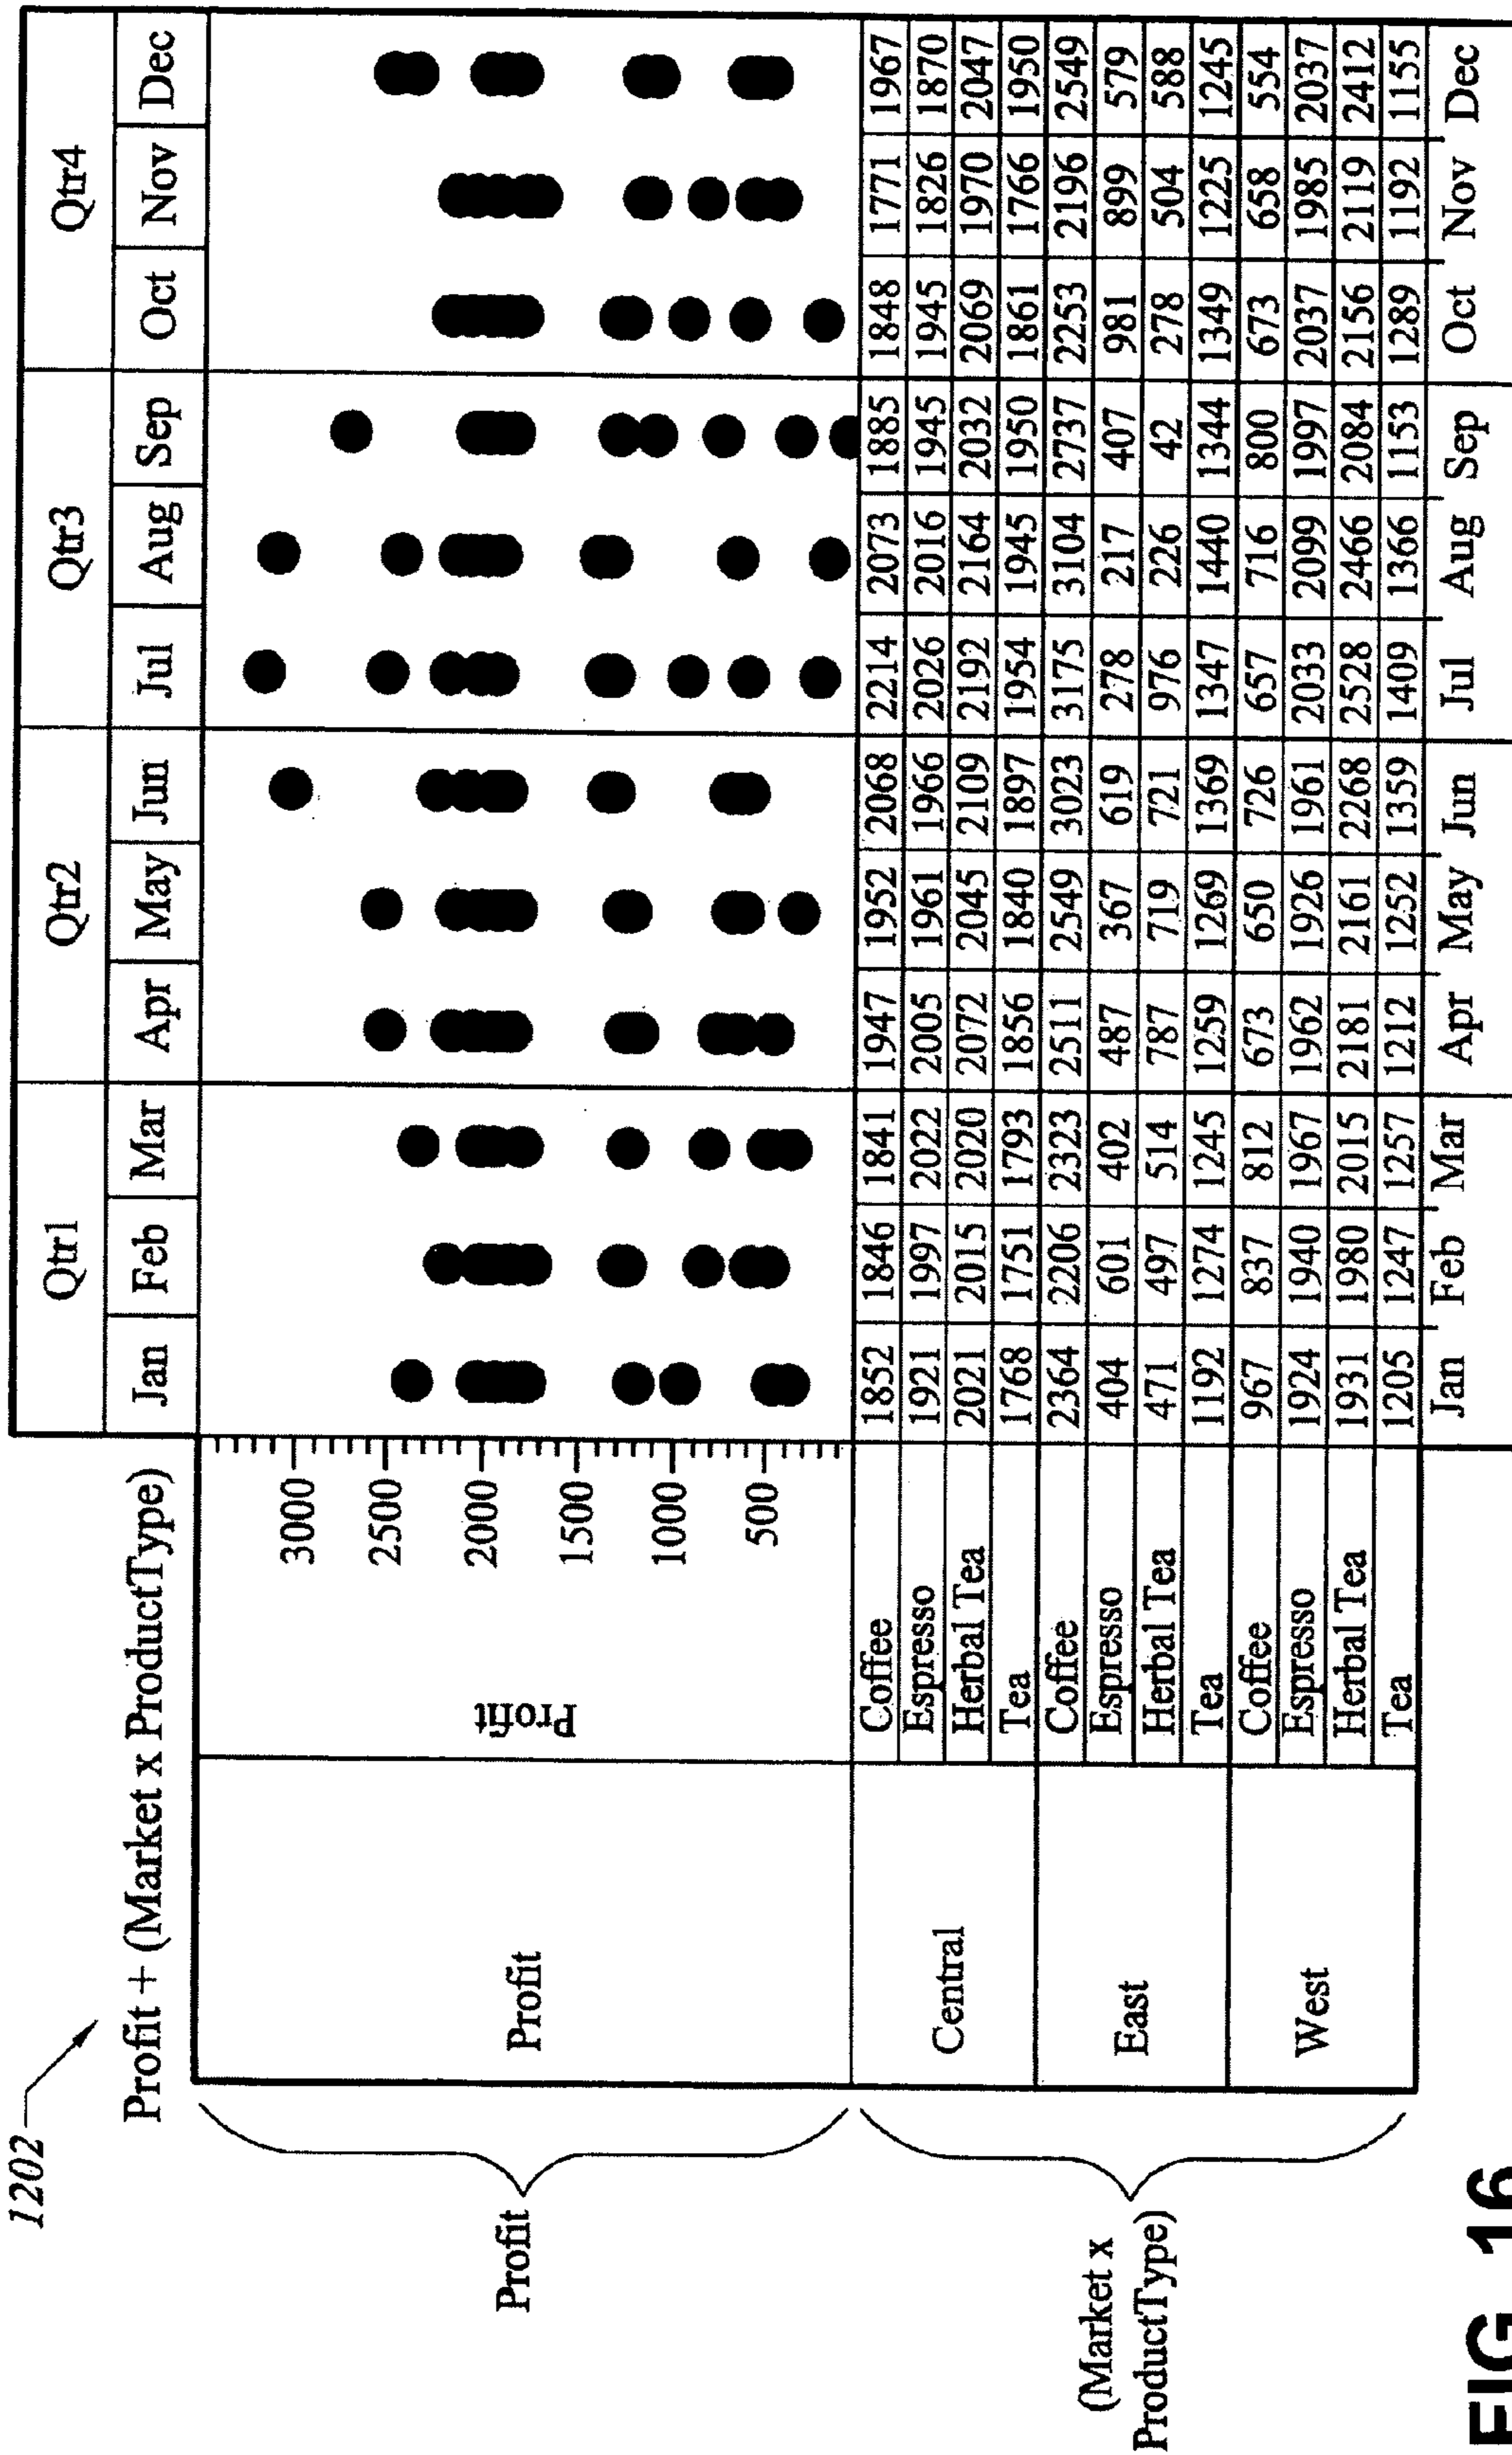 1202
Profit + (Market x ProductType)
Qtr1 Qtr2 Qtr3 Qtr4
Jan Feb Mar Apr May Jun Jul Aug Sep Oct Nov Dec
Profit
Profit
Profit
3000
2500
2000
1500
1000
500
(Market x
ProductType)
Central
Coffee 1852 1846 1841 1947 1952 2068 2214 2073 1885 1848 1771 1967
Espresso 1921 1997 2022 2005 1961 1966 2026 2016 1945 1945 1826 1870
Herbal Tea 2021 2015 2020 2072 2045 2109 2192 2164 2032 2069 1970 2047
Tea 1768 1751 1793 1856 1840 1897 1954 1945 1950 1861 1766 1950
East
Coffee 2364 2206 2323 2511 2549 3023 3175 3104 2737 2253 2196 2549
Espresso 404 601 402 487 367 619 278 217 407 981 899 579
Herbal Tea 471 497 514 787 719 721 976 226 42 278 504 588
Tea 1192 1274 1245 1259 1269 1369 1347 1440 1344 1349 1225 1245
West
Coffee 967 837 812 673 650 726 657 716 800 673 658 554
Espresso 1924 1940 1967 1962 1926 1961 2033 2099 1997 2037 1985 2037
Herbal Tea 1931 1980 2015 2181 2161 2268 2528 2466 2084 2156 2119 2412
Tea 1205 1247 1257 1212 1252 1359 1409 1366 1153 1289 1192 1155
Jan Feb Mar Apr May Jun Jul Aug Sep Oct Nov Dec
FIG. 16